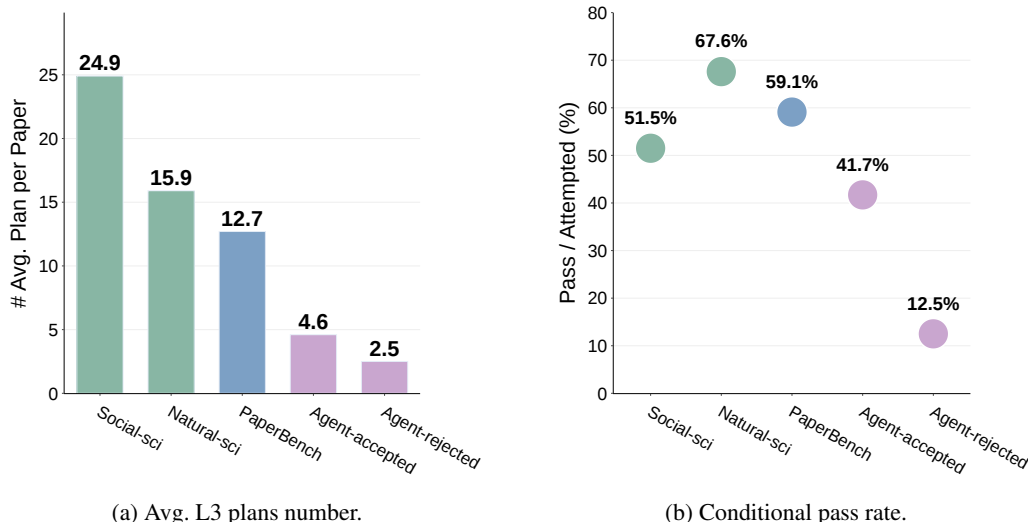 # Avg. Plan per Paper
25
20
15
10
5
0
24.9
15.9
12.7
4.6
2.5
Social-sci
Natural-sci
PaperBench
Agent-accepted
Agent-rejected
(a) Avg. L3 plans number.
Pass / Attempted (%)
80
70
60
50
40
30
20
10
0
51.5%
67.6%
59.1%
41.7%
12.5%
Social-sci
Natural-sci
PaperBench
Agent-accepted
Agent-rejected
(b) Conditional pass rate.